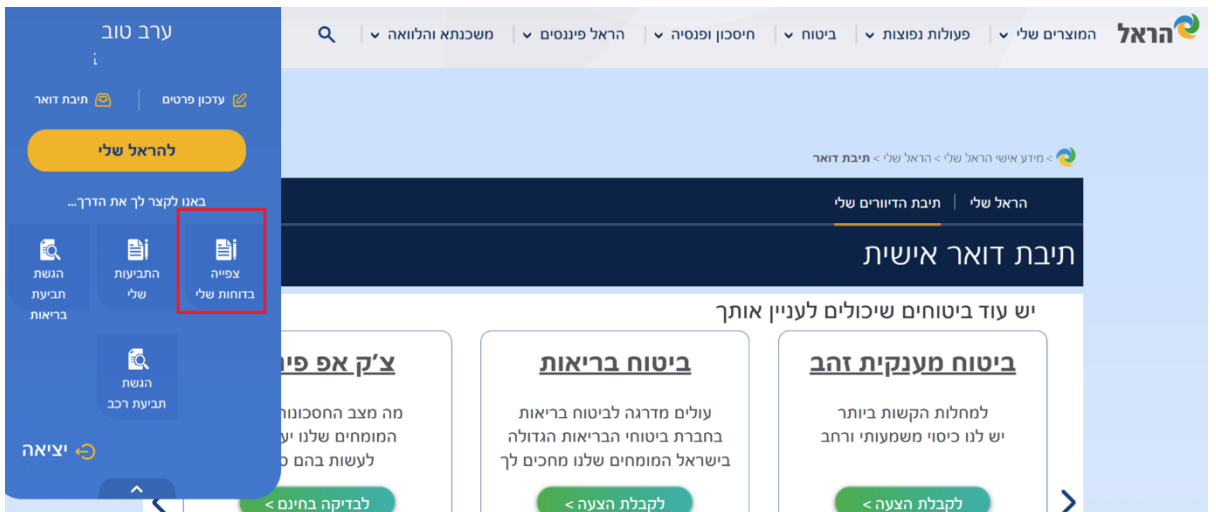 הראל
המוצרים שלי
פעולות נפוצות
ביטוח
חיסכון ופנסיה
הראל פיננסים
משכנתא והלוואה
ערב טוב
עדכון פרטים
תיבת דואר
להראל שלי
באנו לקצר לך את הדרך...
צפייה
בדוחות שלי
התביעות
שלי
הגשת
תביעת
בריאות
הגשת
תביעת רכב
יציאה
> מידע אישי הראל שלי > הראל שלי > תיבת דואר
הראל שלי | תיבת הדיוורים שלי
תיבת דואר אישית
יש עוד ביטוחים שיכולים לעניין אותך
ביטוח מענקית זהב
למחלות הקשות ביותר
יש לנו כיסוי משמעותי ורחב
לקבלת הצעה >
ביטוח בריאות
עולים מדרגה לביטוח בריאות
בחברת ביטוחי הבריאות הגדולה
בישראל המומחים שלנו מחכים לך
לקבלת הצעה >
צ'ק אפ
מה מצב
המומחים שלנו
לעשות בהם
לבדיקה בחינם >